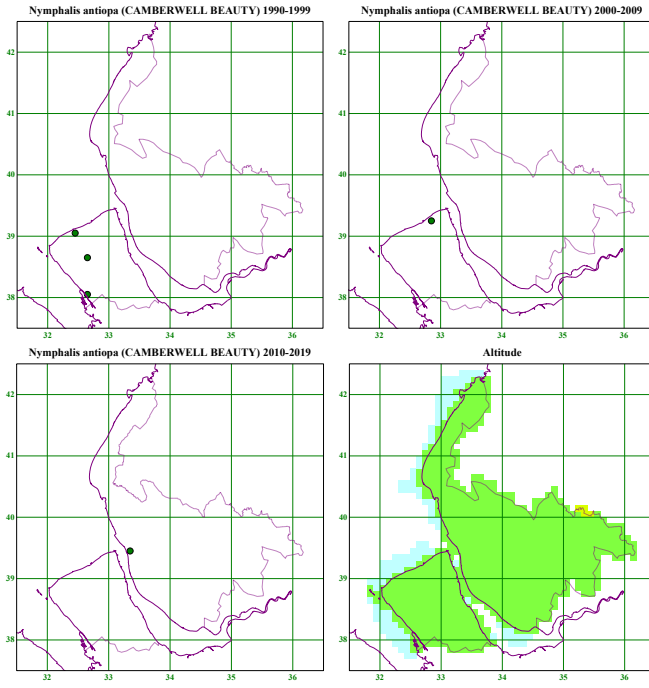 Nymphalis antiopa (CAMBERWELL BEAUTY) 1990-1999
42
41
40
39
38
32 33 34 35 36
Nymphalis antiopa (CAMBERWELL BEAUTY) 2000-2009
42
41
40
39
38
32 33 34 35 36
Nymphalis antiopa (CAMBERWELL BEAUTY) 2010-2019
42
41
40
39
38
32 33 34 35 36
Altitude
42
41
40
39
38
32 33 34 35 36